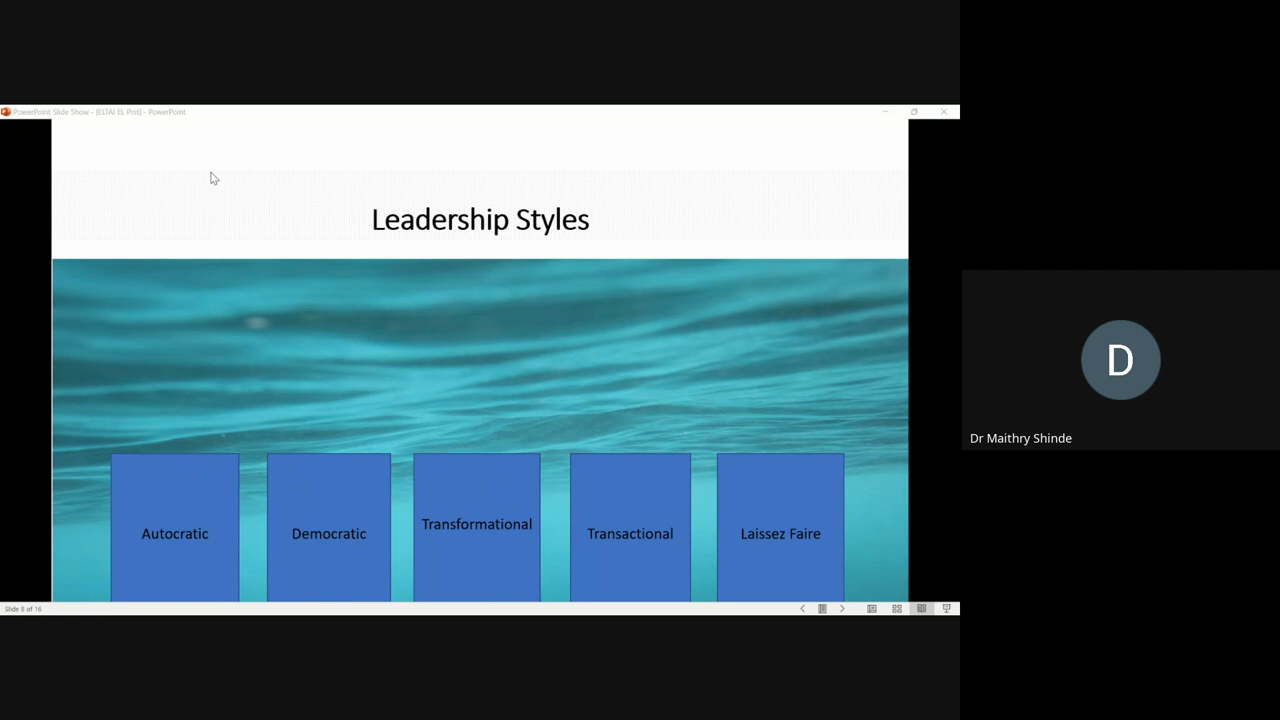 PowerPoint Slide Show - [ELTAI EL Prst] - PowerPoint
Leadership Styles
Autocratic
Democratic
Transformational
Transactional
Laissez Faire
D
Dr Maithry Shinde
Slide 8 of 16